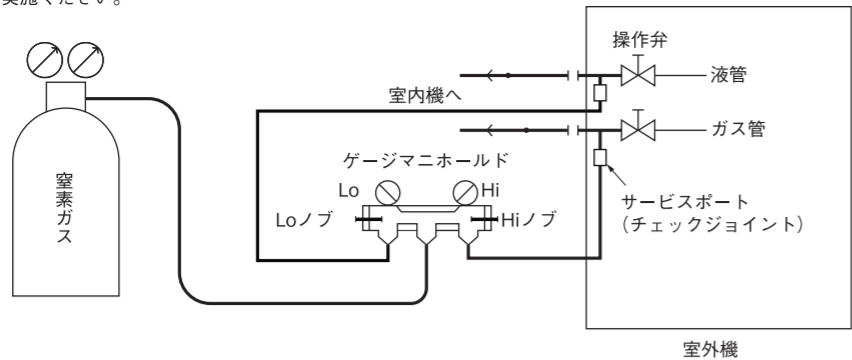 実施ください。
操作弁
液管
室内機へ
ガス管
ゲージマニホールド
Lo
Hi
窒素ガス
サービスポート
（チェックジョイント）
Loノブ
Hiノブ
室外機